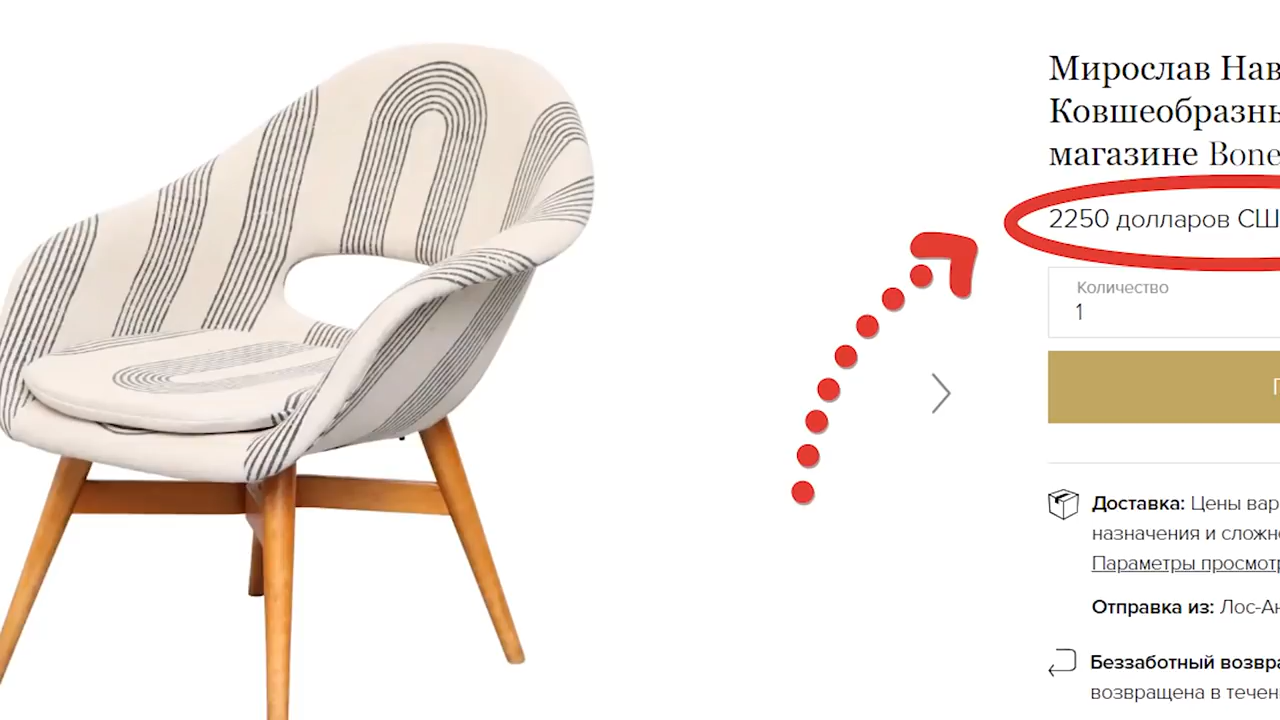 Мирослав Нав
Ковшеобразны
магазине Bone
2250 долларов СШ
Количество
1
П
Доставка: Цены вар
назначения и сложн
Параметры просмот
Отправка из: Лос-Ан
Беззаботный возвра
возвращена в течен